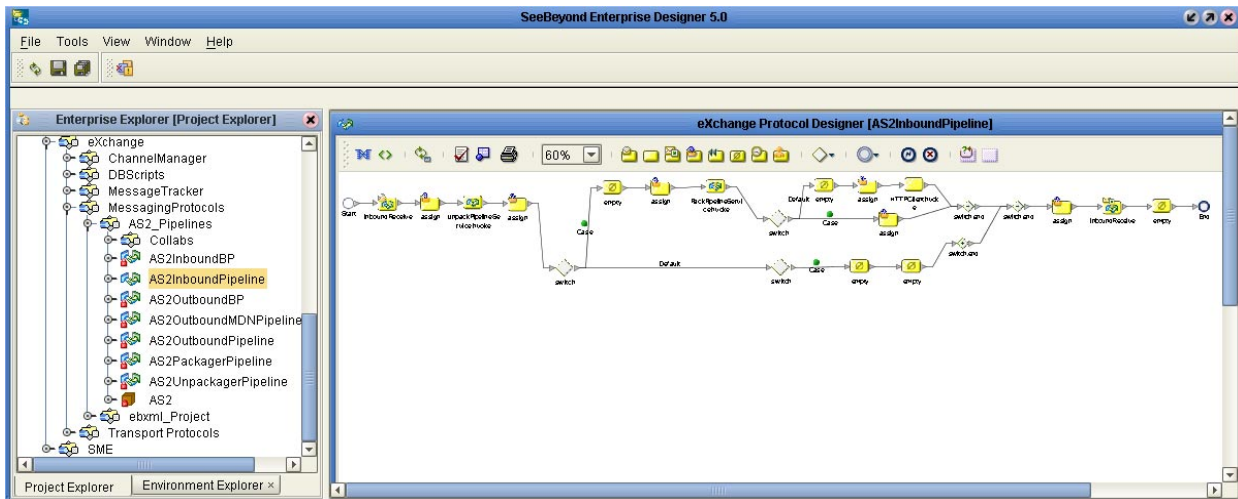 SeeBeyond Enterprise Designer 5.0
File Tools View Window Help
Enterprise Explorer [Project Explorer]
eXchange
ChannelManager
DBScripts
MessageTracker
MessagingProtocols
AS2_Pipelines
Collabs
AS2InboundBP
AS2InboundPipeline
AS2OutboundBP
AS2OutboundMDNPipeline
AS2OutboundPipeline
AS2PackagerPipeline
AS2UnpackagerPipeline
AS2
ebxml_Project
Transport Protocols
SME
Project Explorer
Environment Explorer ×
eXchange Protocol Designer [AS2InboundPipeline]
60%
Start
InboundReceive
assign
assign
empty
assign
Case
switch
Default
switch
Default
empty
assign
Case
assign
switch
Case
empty
empty
switch.end
switch.end
switch.end
assign
InboundReceive
empty
End